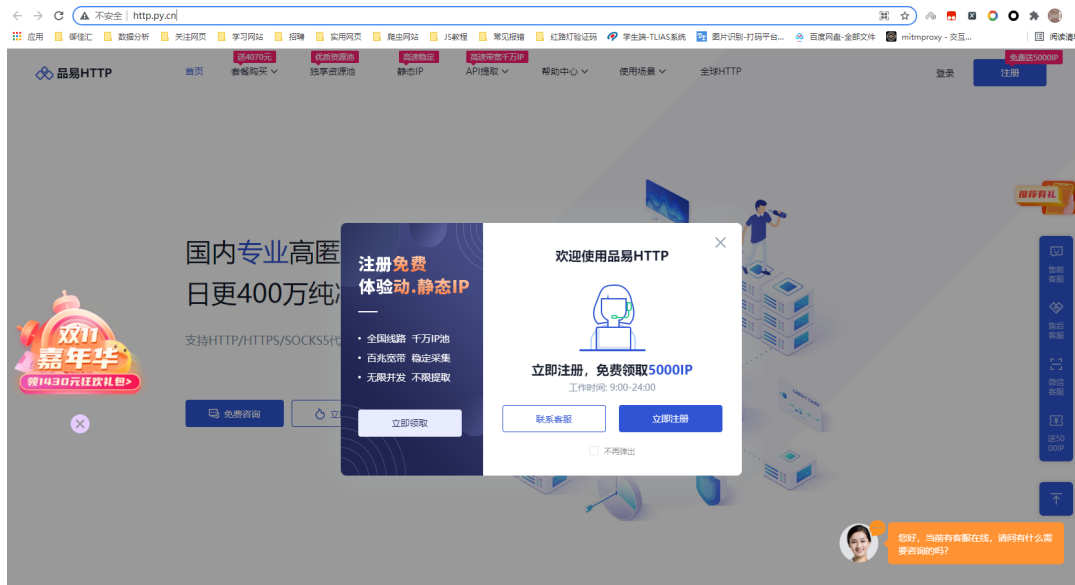 不安全 | http.py.cn
应用 御佳汇 数据分析 关注网页 学习网站 招聘 实用网页 爬虫网站 JS教程 常见报错 红路灯验证码 学生端-TLIAS系统 图片识别-打码平台... 百度网盘-全部文件 mitmproxy - 交互... 阅读清单
送4070元 优质资源池 高速稳定 高速带宽千万IP 免费送5000IP
品易HTTP 首页 套餐购买 独享资源池 静态IP API提取 帮助中心 使用场景 全球HTTP 登录 注册
推荐有礼
国内专业高匿
日更400万纯
支持HTTP/HTTPS/SOCKS5代
免费咨询
立
双11
嘉年华
领1430元狂欢礼包>
注册免费
体验动.静态IP
· 全国线路 千万IP池
· 百兆宽带 稳定采集
· 无限并发 不限提取
立即领取
欢迎使用品易HTTP
立即注册，免费领取5000IP
工作时间: 9:00-24:00
联系客服 立即注册
不再弹出
售前
客服
售后
客服
微信
客服
送50
00IP
您好，当前有客服在线，请问有什么需
要咨询的吗?